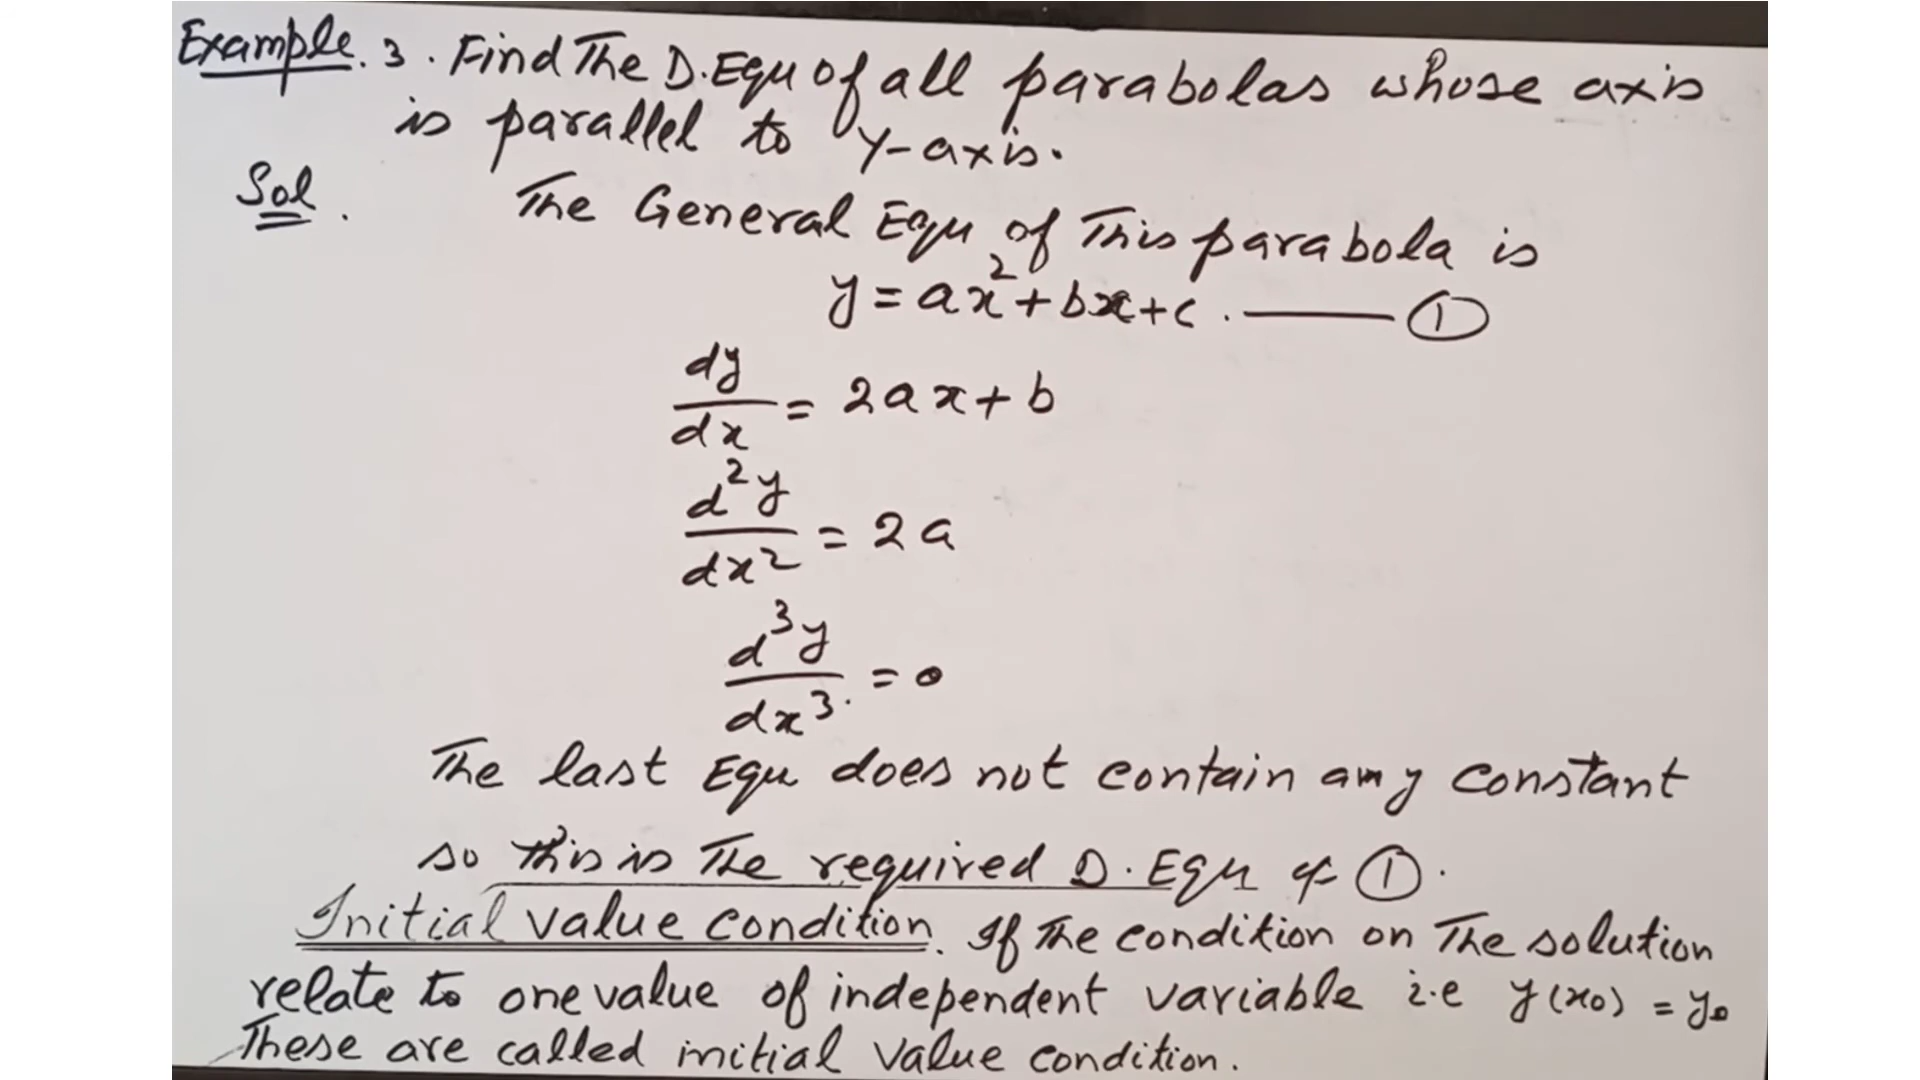 Example. 3. Find The D.Equ of all parabolas whose axis
is parallel to Y-axis.
Sol. The General Equ of This parabola is
y = ax² + bx + c. —— ①
dy/dx = 2ax + b
d²y/dx² = 2a
d³y/dx³. = 0
The last Equ does not contain any constant
so this is The required D. Equ of ①.
Initial value condition. If The condition on The solution
relate to one value of independent variable i.e y(x₀) = y₀
These are called initial value condition.